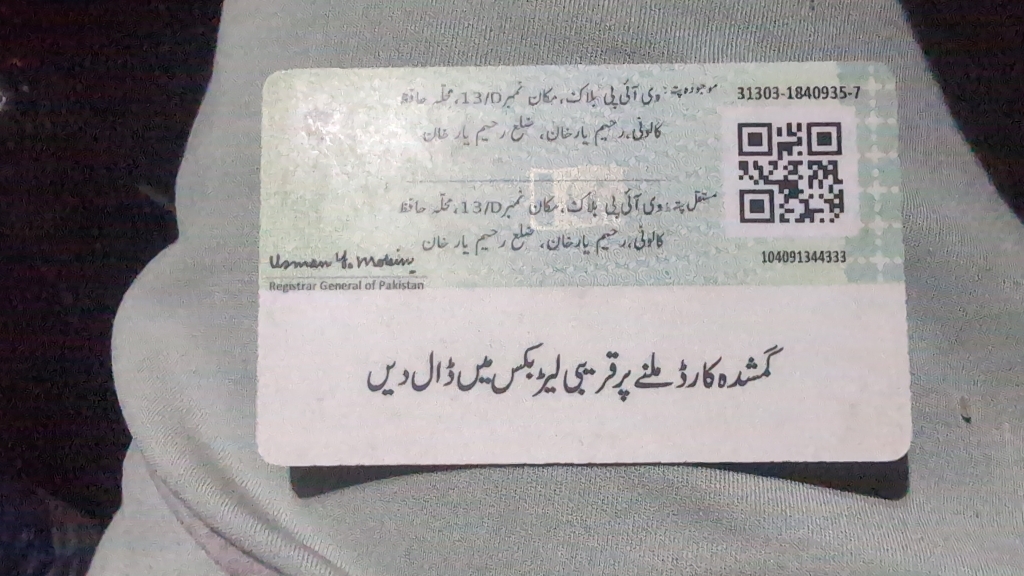 موجودہ پتہ: وی آئی پی بلاک، مکان نمبر 13/D، محلّہ حافظ
کالونی، رحیم یار خان، ضلع رحیم یار خان
31303-1840935-7
مستقل پتہ: وی آئی پی بلاک، مکان نمبر 13/D، محلّہ حافظ
کالونی، رحیم یار خان، ضلع رحیم یار خان
104091344333
Usman Y. Mobin
Registrar General of Pakistan
گمشدہ کارڈ ملنے پر قریبی لیٹر بکس میں ڈال دیں